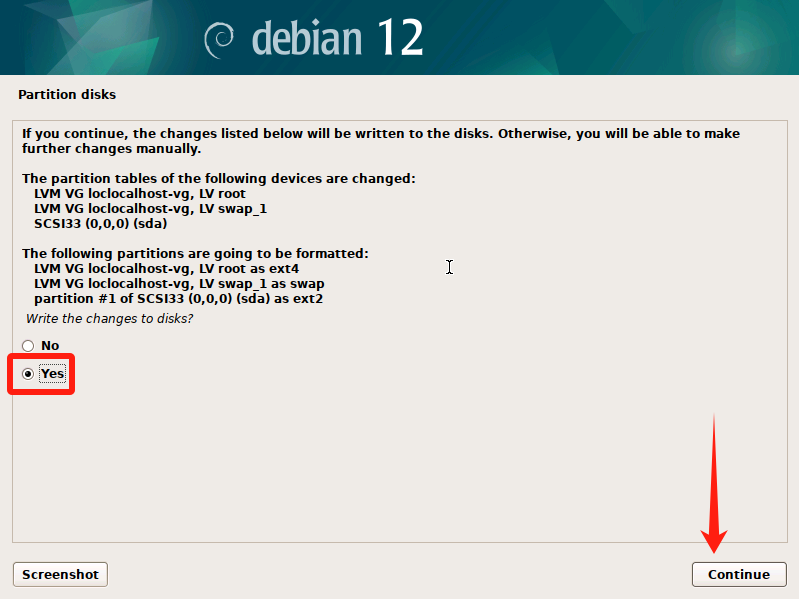 debian 12
Partition disks
If you continue, the changes listed below will be written to the disks. Otherwise, you will be able to make
further changes manually.
The partition tables of the following devices are changed:
LVM VG loclocalhost-vg, LV root
LVM VG loclocalhost-vg, LV swap_1
SCSI33 (0,0,0) (sda)
The following partitions are going to be formatted:
LVM VG loclocalhost-vg, LV root as ext4
LVM VG loclocalhost-vg, LV swap_1 as swap
partition #1 of SCSI33 (0,0,0) (sda) as ext2
Write the changes to disks?
No
Yes
Screenshot
Continue